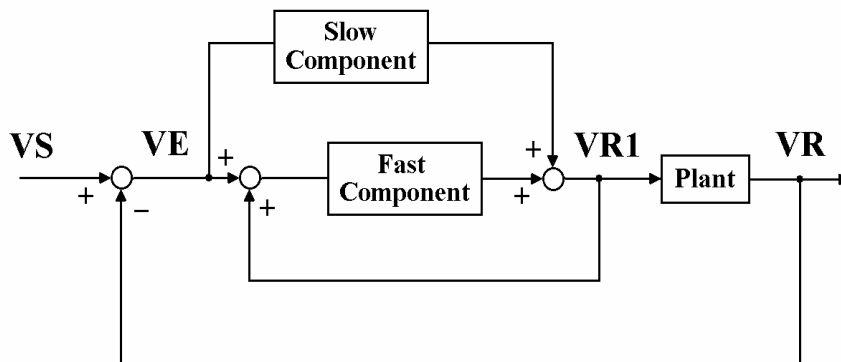 Slow
Component
VS
VE
+
Fast
Component
+
VR1
Plant
VR
+
+
+
−